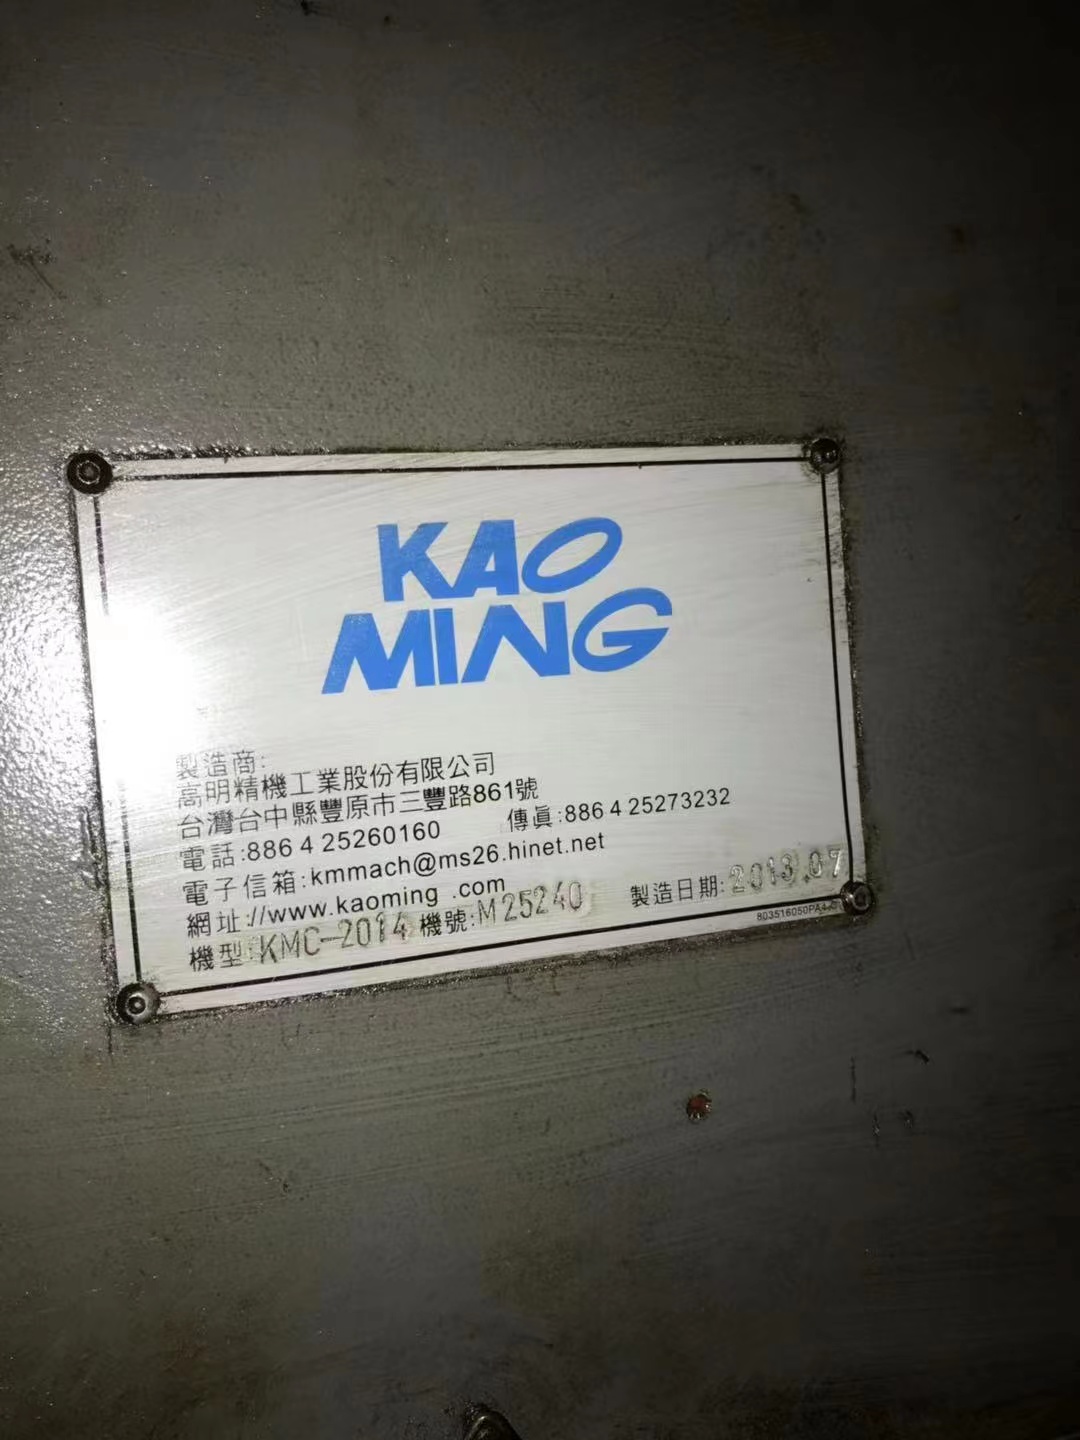 KAO
MING
製造商:
高明精機工業股份有限公司
台灣台中縣豐原市三豐路861號
電話:886 4 25260160 傳真:886 4 25273232
電子信箱:kmmach@ms26.hinet.net
網址://www.kaoming .com
機型:KMC-2014 機號:M25240 製造日期:2013.07